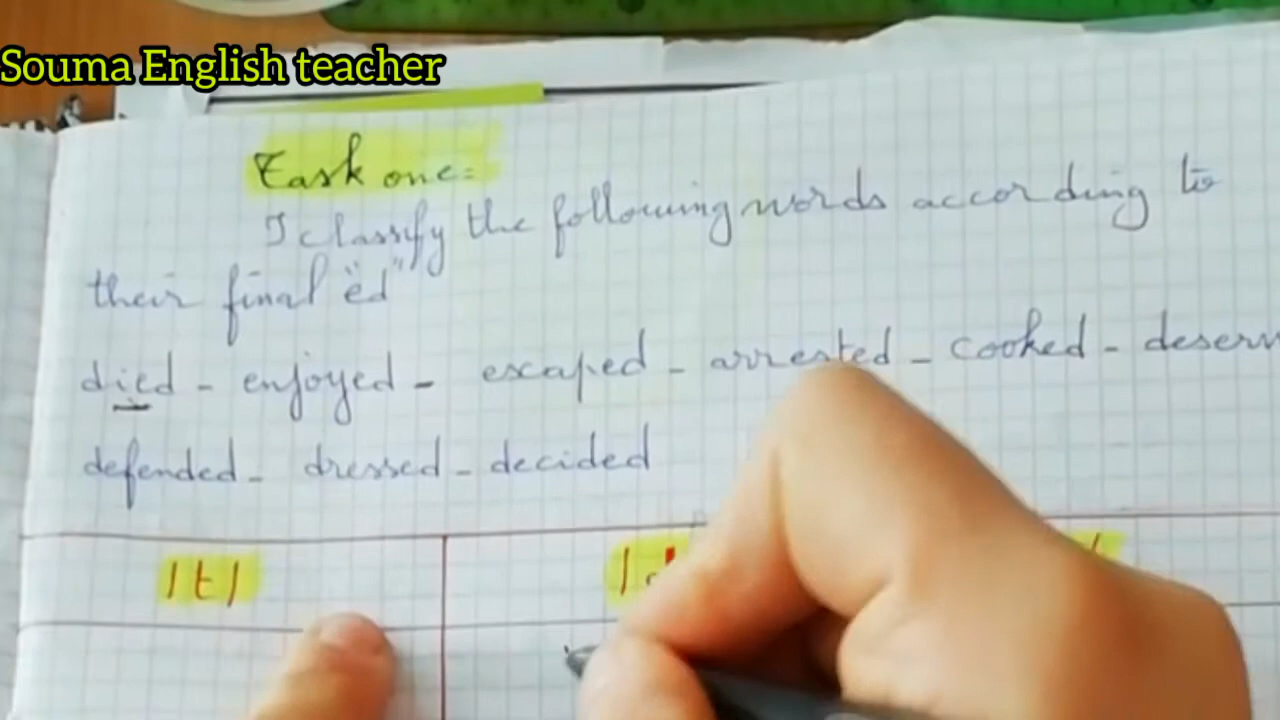 Souma English teacher
Task one:
I classify the following words according to
their final "ed"
died - enjoyed - escaped - arrested - cooked -
defended - dressed - decided
/t/